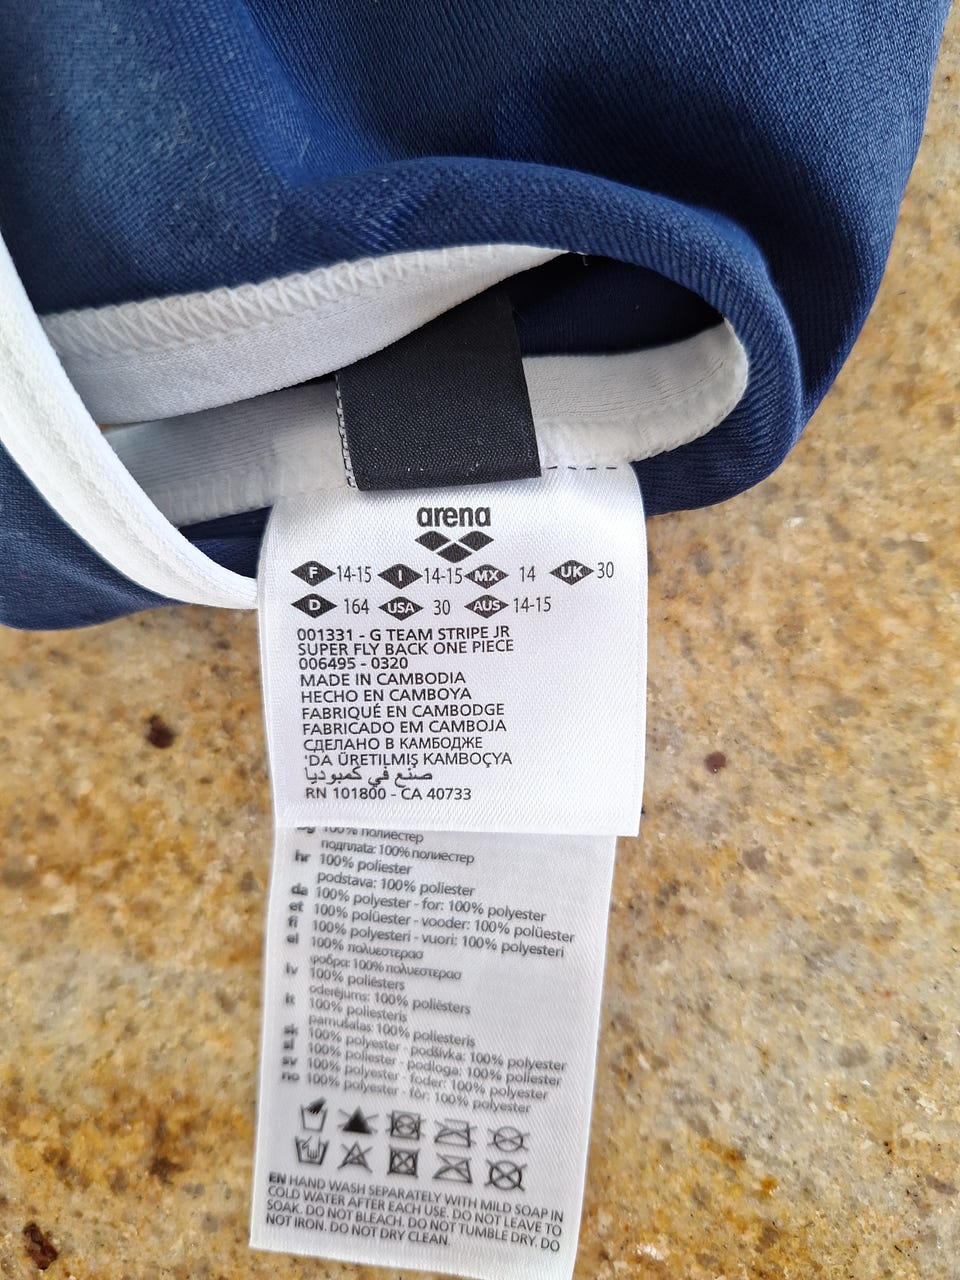 arena
F 14-15 I 14-15 MX 14 UK 30
D 164 USA 30 AUS 14-15
001331 - G TEAM STRIPE JR
SUPER FLY BACK ONE PIECE
006495 - 0320
MADE IN CAMBODIA
HECHO EN CAMBOYA
FABRIQUÉ EN CAMBODGE
FABRICADO EM CAMBOJA
СДЕЛАНО В КАМБОДЖЕ
'DA ÜRETILMIŞ KAMBOÇYA
صنع في كمبوديا
RN 101800 - CA 40733
bg 100% полиестер
подплата: 100% полиестер
hr 100% poliester
podstava: 100% poliester
da 100% polyester - for: 100% polyester
et 100% polüester - vooder: 100% polüester
fi 100% polyesteri - vuori: 100% polyesteri
el 100% πολυεστερασ
φοδρα: 100% πολυεστερασ
lv 100% poliesters
oderējums: 100% poliēsters
lt 100% poliesteris
pamušalas: 100% poliesteris
sk 100% polyester - podšívka: 100% polyester
sl 100% poliester - podloga: 100% poliester
sv 100% polyester - foder: 100% polyester
no 100% polyester - fôr: 100% polyester
EN HAND WASH SEPARATELY WITH MILD SOAP IN
COLD WATER AFTER EACH USE. DO NOT LEAVE TO
SOAK. DO NOT BLEACH. DO NOT TUMBLE DRY. DO
NOT IRON. DO NOT DRY CLEAN.